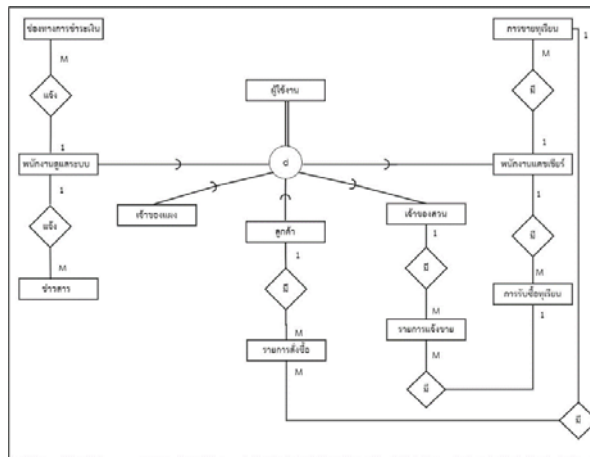 ช่องทางการชำระเงิน
การขายทุเรียน
M
M
1
ผู้ใช้งาน
แจ้ง
มี
1
1
พนักงานดูแลระบบ
d
พนักงานแคชเชียร์
1
1
เจ้าของแผง
เจ้าของสวน
ลูกค้า
1
แจ้ง
มี
1
มี
มี
M
M
ข่าวสาร
การรับซื้อทุเรียน
M
1
M
รายการแจ้งขาย
รายการสั่งซื้อ
M
M
มี
มี